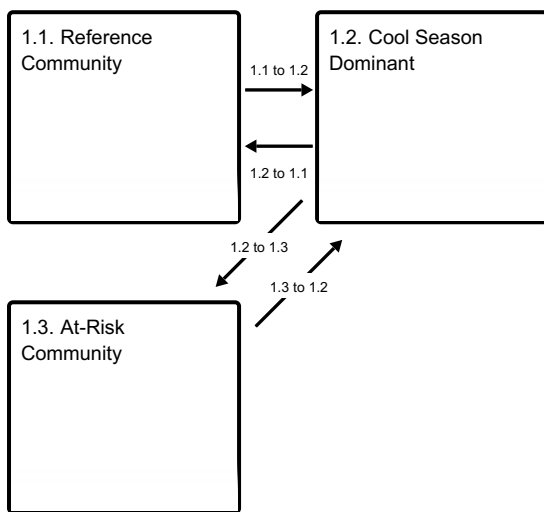 1.1. Reference
Community
1.2. Cool Season
Dominant
1.1 to 1.2
1.2 to 1.1
1.2 to 1.3
1.3 to 1.2
1.3. At-Risk
Community